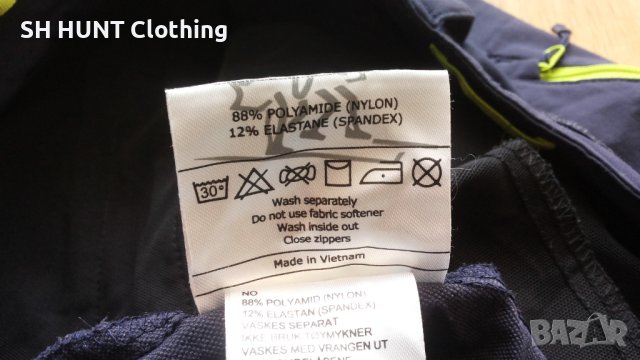 SH HUNT Clothing
88% POLYAMIDE (NYLON)
12% ELASTANE (SPANDEX)
30°
Wash separately
Do not use fabric softener
Wash inside out
Close zippers
Made in Vietnam
NO
88% POLYAMID (NYLON)
12% ELASTAN (SPANDEX)
VASKES SEPARAT
IKKE BRUK TØYMYKNER
VASKES MED VRANGEN UT
BAZAR